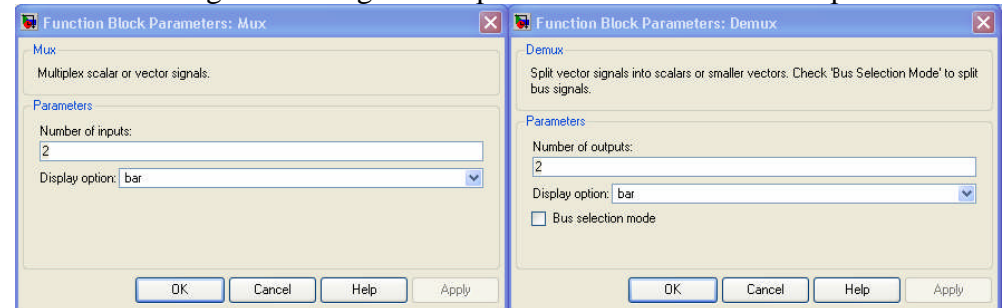 Function Block Parameters: Mux
Mux
Multiplex scalar or vector signals.
Parameters
Number of inputs:
2
Display option: bar
OK Cancel Help Apply
Function Block Parameters: Demux
Demux
Split vector signals into scalars or smaller vectors. Check 'Bus Selection Mode' to split
bus signals.
Parameters
Number of outputs:
2
Display option: bar
Bus selection mode
OK Cancel Help Apply